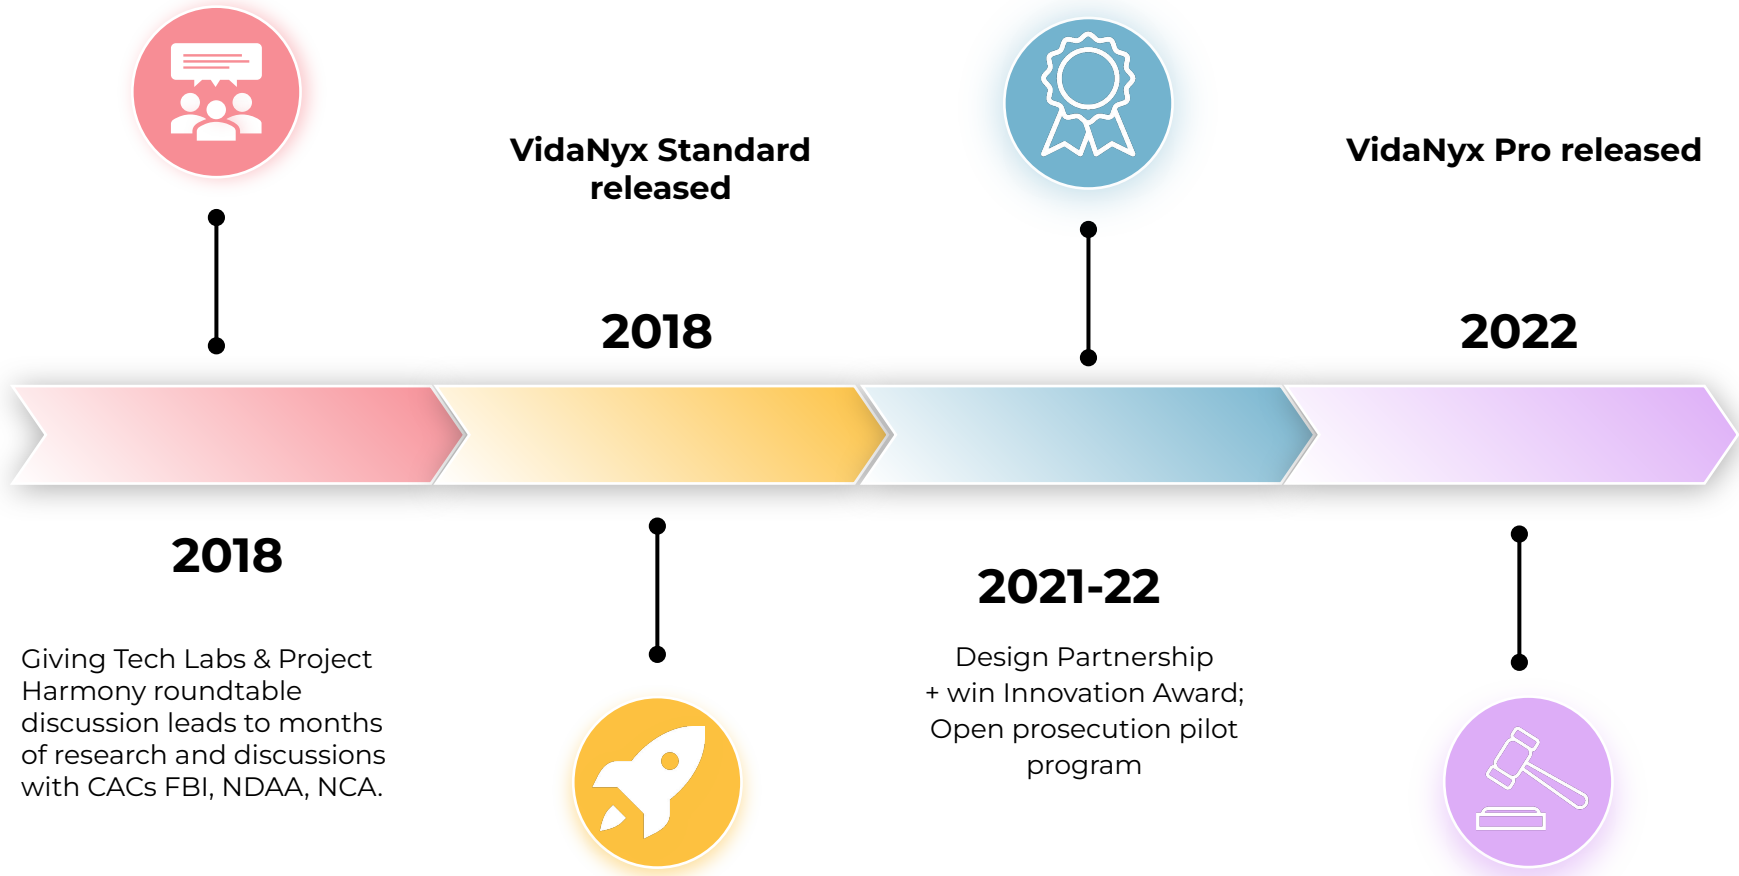 VidaNyx Standard
released
VidaNyx Pro released
2018
2022
2018
2021-22
Giving Tech Labs & Project
Harmony roundtable
discussion leads to months
of research and discussions
with CACs FBI, NDAA, NCA.
Design Partnership
+ win Innovation Award;
Open prosecution pilot
program